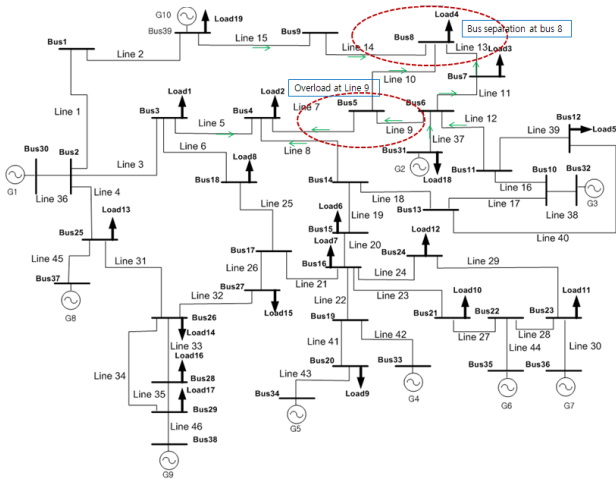 G10
Load19
Bus39
Line 15
Bus9
Line 14
Load4
Bus8
Bus separation at bus 8
Line 13
Load3
Bus7
Bus1
Line 2
Line 10
Overload at Line 9
Line 11
Line 1
Bus3
Load1
Line 5
Bus4
Load2
Line 7
Bus5
Bus6
Line 9
Line 12
Line 37
Line 39
Bus12
Load5
Line 6
Line 8
Bus30
Bus2
Line 3
Load8
Bus18
Bus31
G2
Load18
Bus11
Line 16
Bus10
Bus32
G1
Line 36
Line 4
Load13
Line 25
Bus14
Line 18
Line 17
Line 38
G3
Bus13
Line 19
Load6
Bus15
Load12
Line 40
Bus25
Line 45
Line 31
Bus17
Load7
Line 20
Bus16
Bus24
Line 29
Bus37
G8
Line 26
Line 21
Line 24
Line 32
Bus27
Load15
Line 22
Line 23
Load10
Load11
Bus26
Load14
Bus19
Bus21
Bus22
Bus23
Line 33
Line 27
Line 28
Load16
Line 34
Line 41
Line 42
Line 44
Line 30
Bus28
Load17
Line 35
Bus20
Bus33
Bus35
Bus36
Line 43
G4
Bus29
Bus34
Load9
G6
G7
Line 46
G5
Bus38
G9